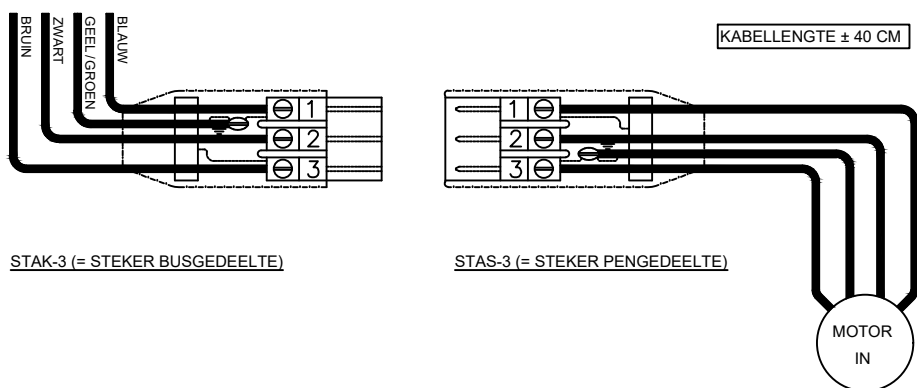 BRUIN
ZWART
GEEL/GROEN
BLAUW
KABELLENGTE ± 40 CM
1
2
3
1
2
3
STAK-3 (= STEKER BUSGEDEELTE)
STAS-3 (= STEKER PENGEDEELTE)
MOTOR
IN